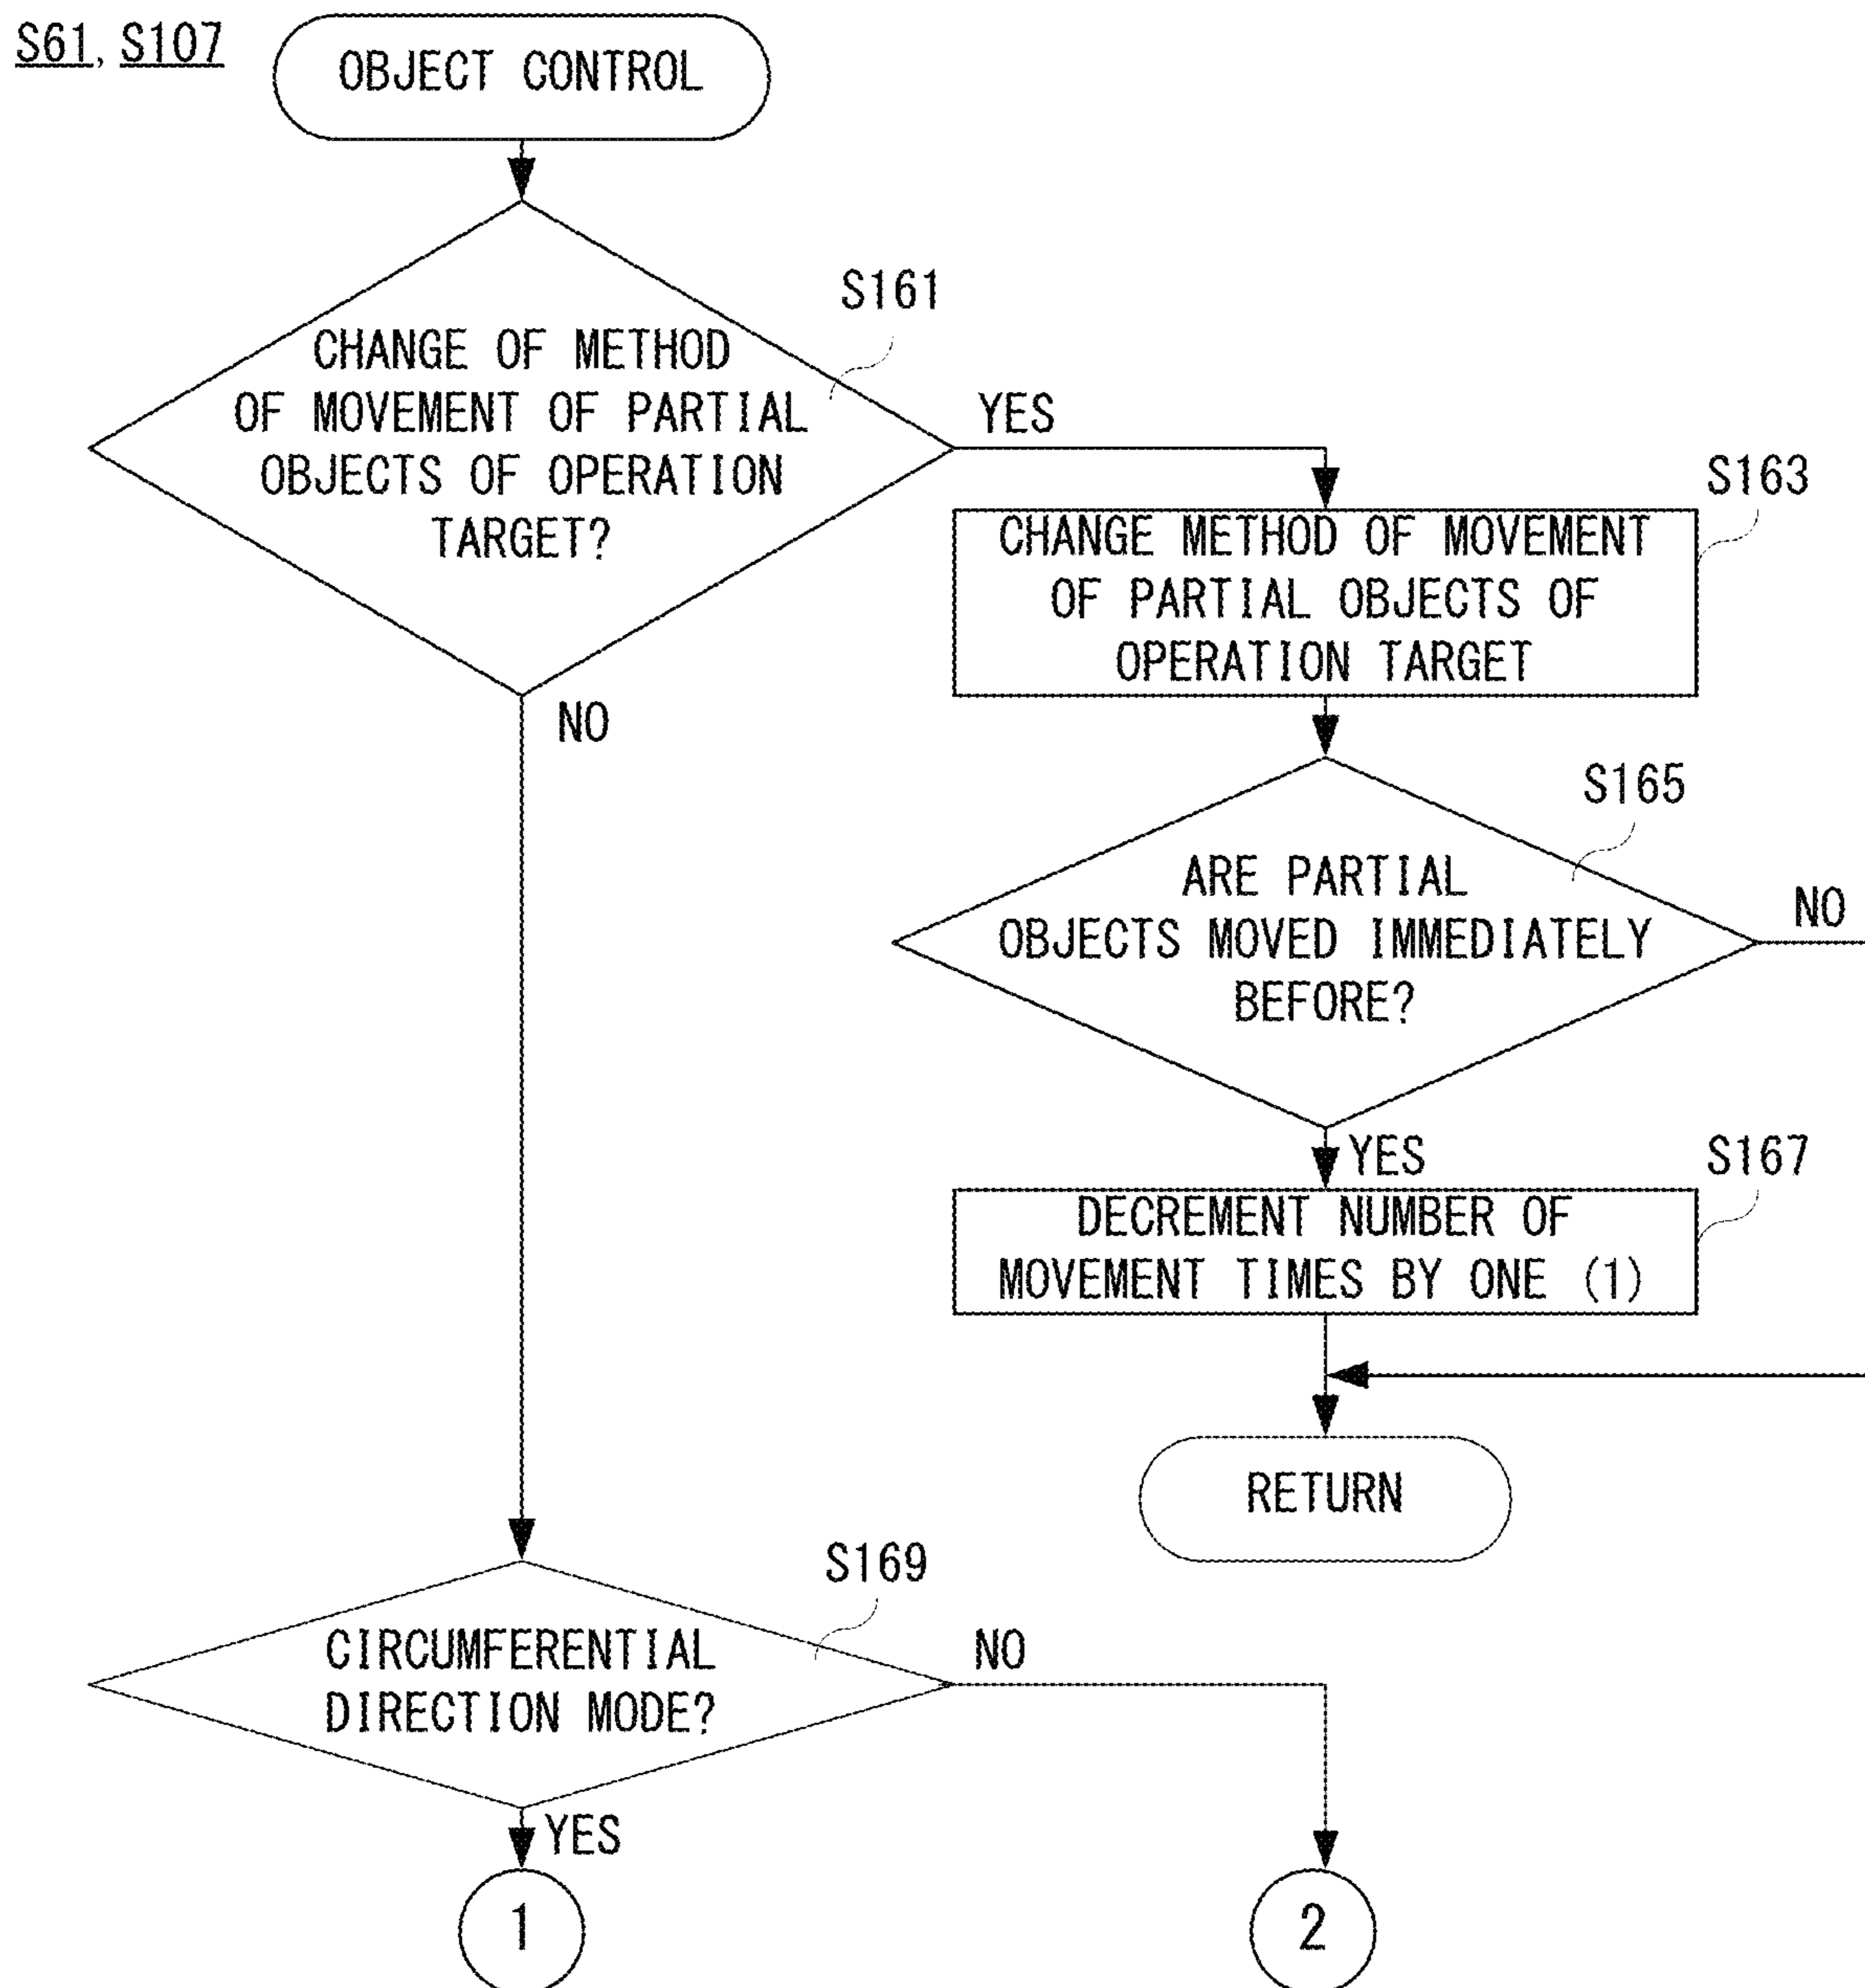 S61, S107
OBJECT CONTROL
S161
CHANGE OF METHOD
OF MOVEMENT OF PARTIAL
OBJECTS OF OPERATION
TARGET?
YES
NO
S163
CHANGE METHOD OF MOVEMENT
OF PARTIAL OBJECTS OF
OPERATION TARGET
S165
ARE PARTIAL
OBJECTS MOVED IMMEDIATELY
BEFORE?
NO
YES
S167
DECREMENT NUMBER OF
MOVEMENT TIMES BY ONE (1)
RETURN
S169
CIRCUMFERENTIAL
DIRECTION MODE?
NO
YES
1
2